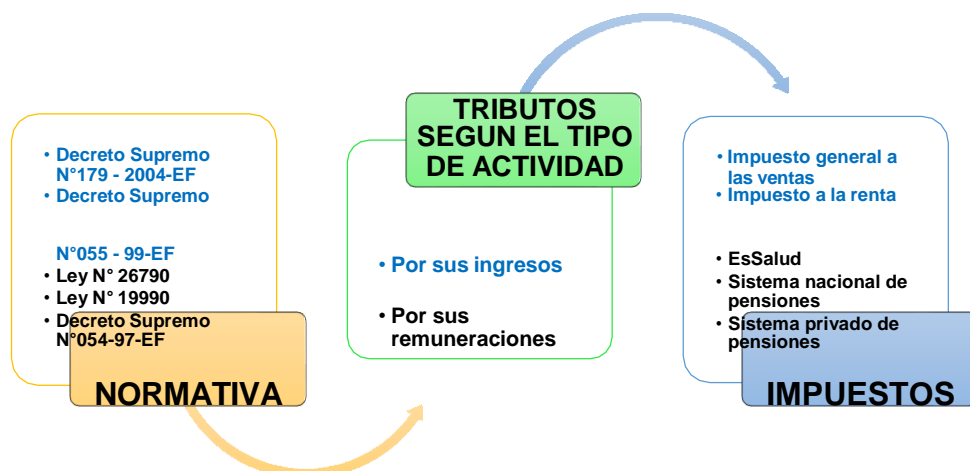 • Decreto Supremo
N°179 - 2004-EF
• Decreto Supremo
N°055 - 99-EF
• Ley N° 26790
• Ley N° 19990
• Decreto Supremo
N°054-97-EF
NORMATIVA
TRIBUTOS
SEGUN EL TIPO
DE ACTIVIDAD
• Por sus ingresos
• Por sus
remuneraciones
• Impuesto general a
las ventas
• Impuesto a la renta
• EsSalud
• Sistema nacional de
pensiones
• Sistema privado de
pensiones
IMPUESTOS